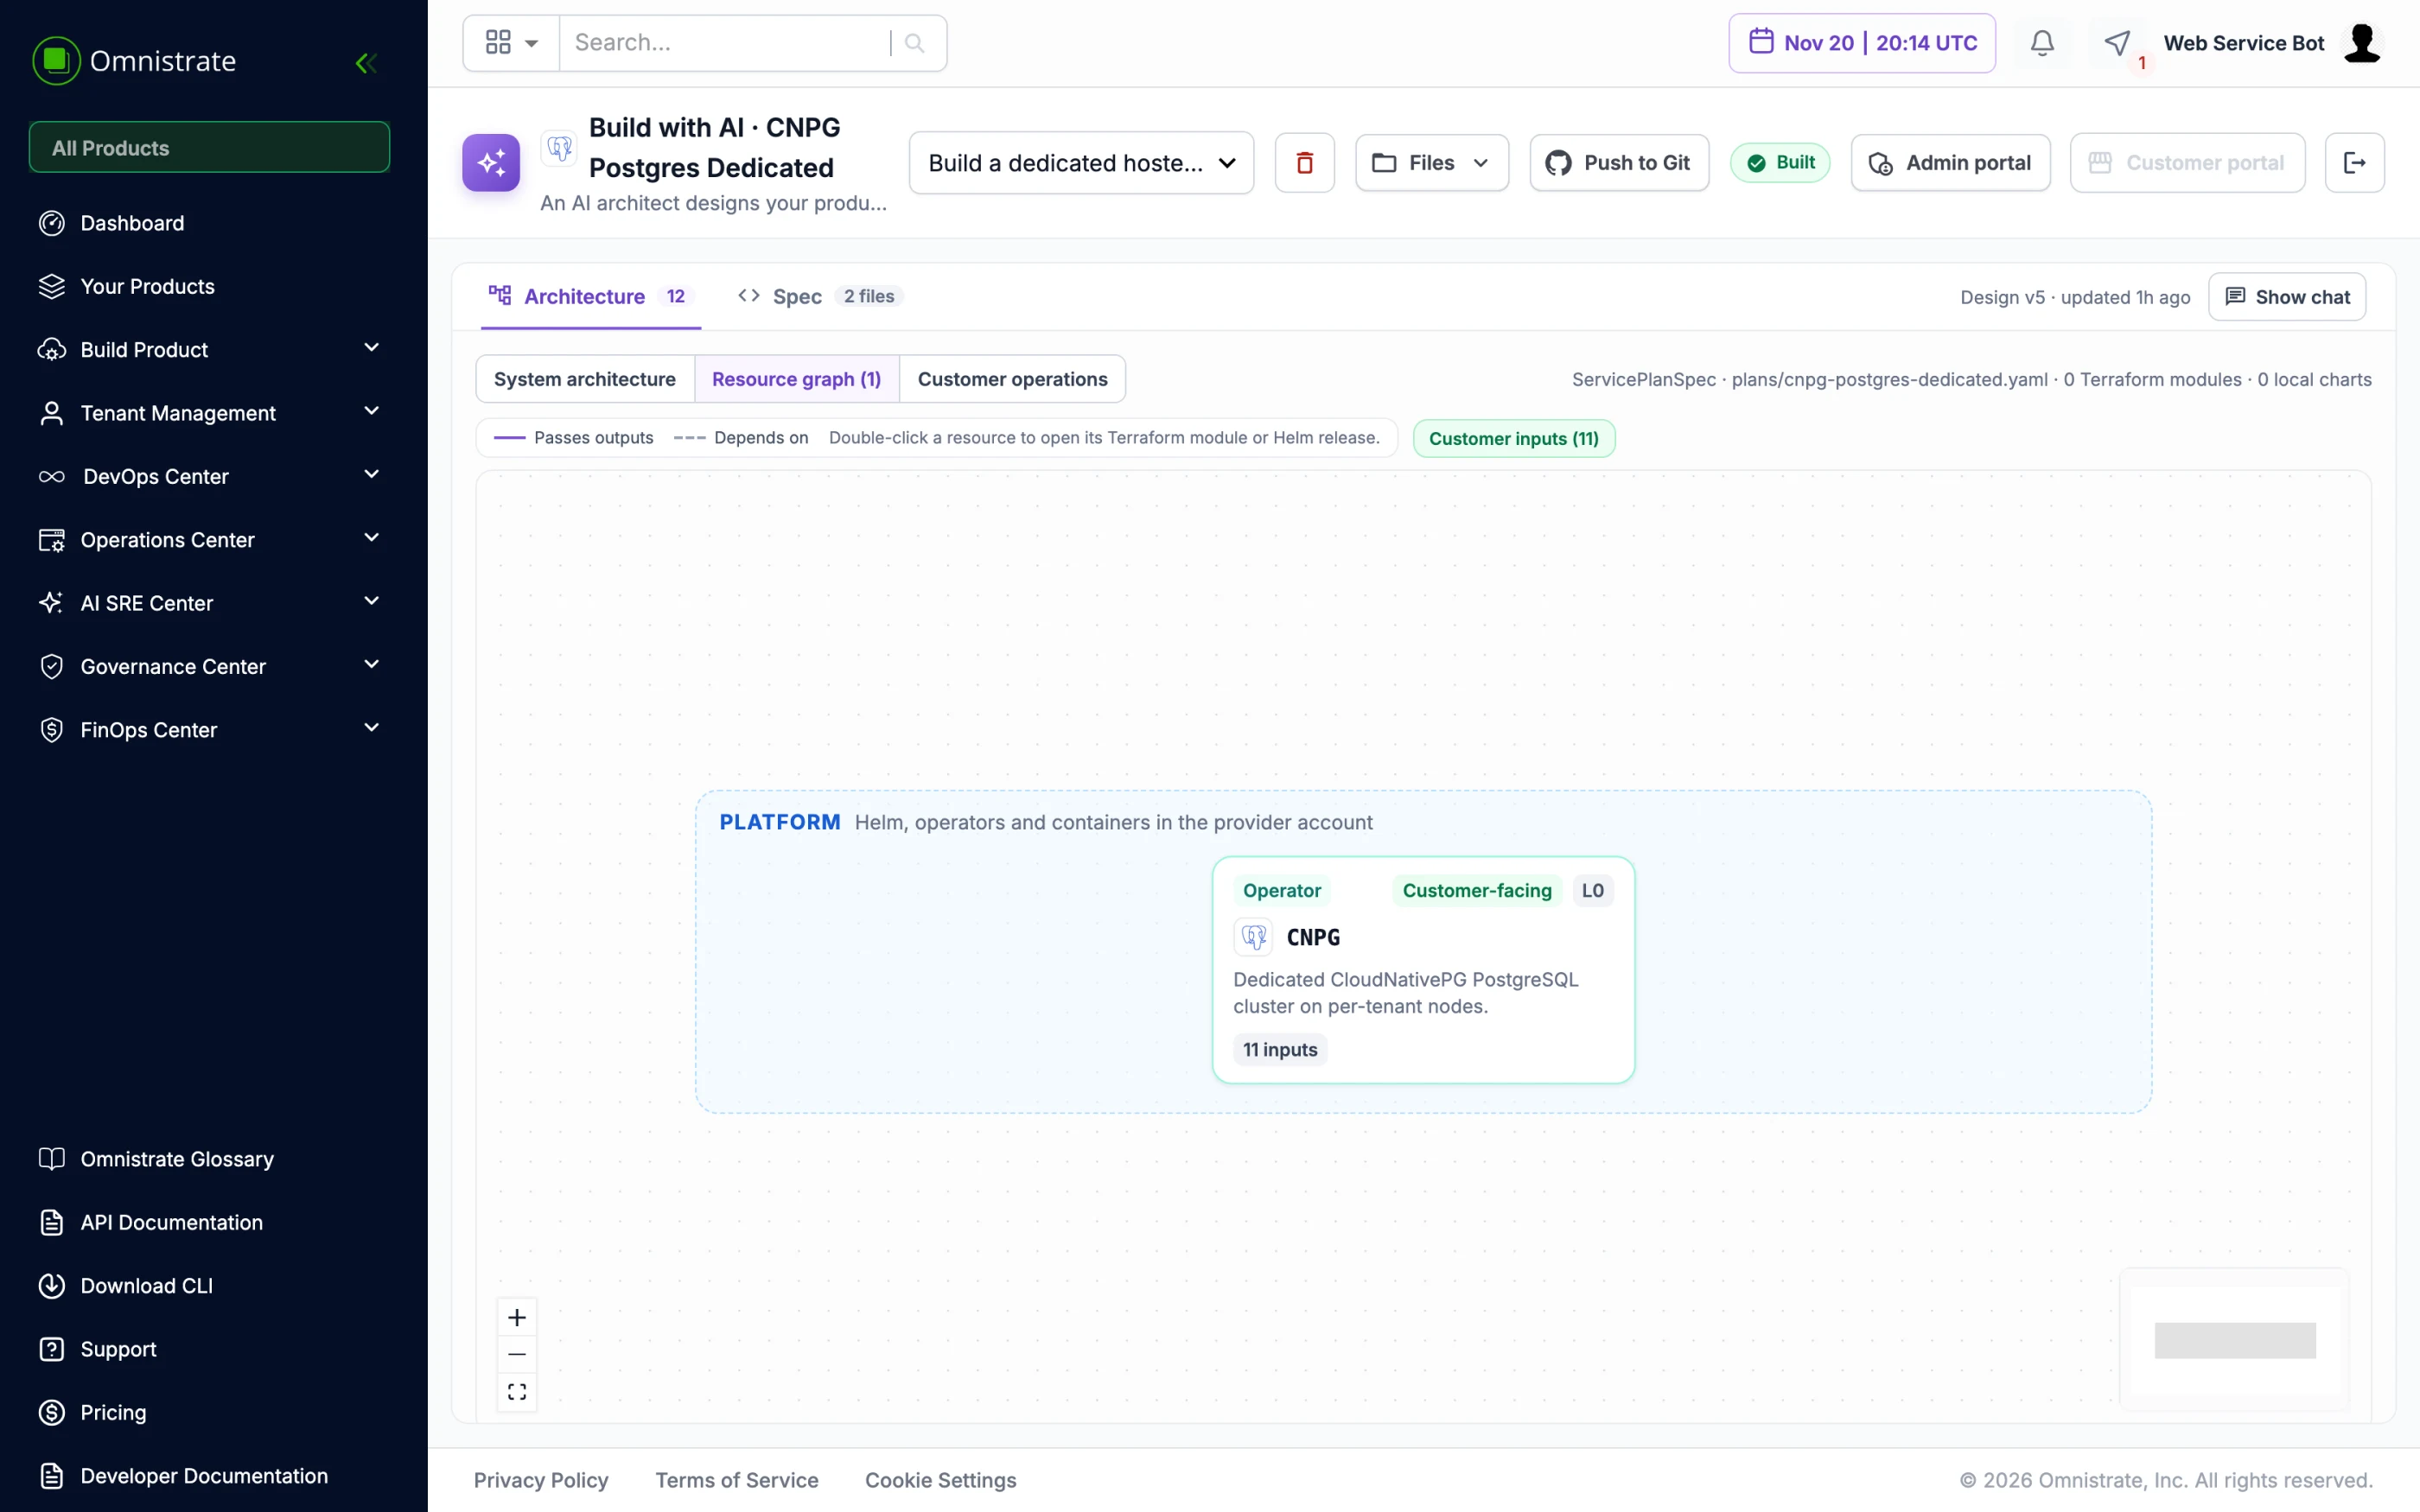 Omnistrate
All Products
Dashboard
Your Products
Build Product
Tenant Management
DevOps Center
Operations Center
AI SRE Center
Governance Center
FinOps Center
Omnistrate Glossary
API Documentation
Download CLI
Support
Pricing
Developer Documentation
Search...
Nov 20 | 20:14 UTC
1
Web Service Bot
Build with AI · CNPG
Postgres Dedicated
An AI architect designs your produ...
Build a dedicated hoste...
Files
Push to Git
Built
Admin portal
Customer portal
Architecture 12
Spec 2 files
Design v5 · updated 1h ago
Show chat
System architecture
Resource graph (1)
Customer operations
ServicePlanSpec · plans/cnpg-postgres-dedicated.yaml · 0 Terraform modules · 0 local charts
Passes outputs
Depends on
Double-click a resource to open its Terraform module or Helm release.
Customer inputs (11)
PLATFORM Helm, operators and containers in the provider account
Operator
Customer-facing
L0
CNPG
Dedicated CloudNativePG PostgreSQL
cluster on per-tenant nodes.
11 inputs
Privacy Policy
Terms of Service
Cookie Settings
© 2026 Omnistrate, Inc. All rights reserved.